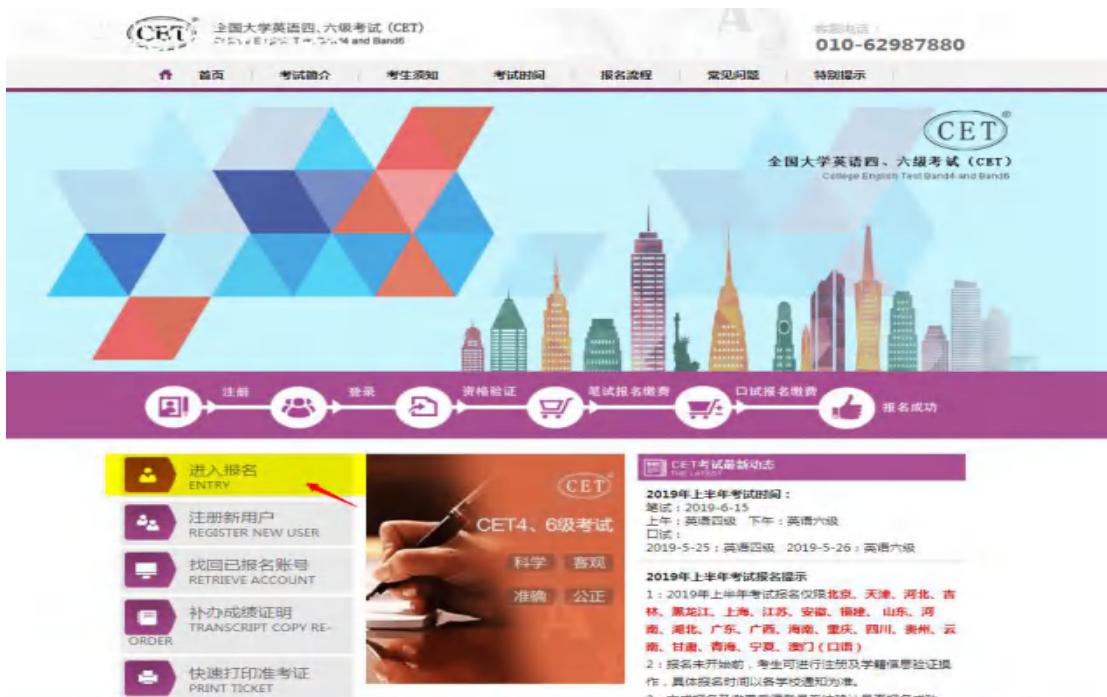 CET
全国大学英语四、六级考试（CET）
and Band6
010-62987880
首页 考试简介 考生须知 考试时间 报名流程 常见问题 特别提示
CET
全国大学英语四、六级考试（CET）
College English Test Band4 and Band6
注册 登录 资格验证 笔试报名缴费 口试报名缴费 报名成功
进入报名
ENTRY
注册新用户
REGISTER NEW USER
找回已报名账号
RETRIEVE ACCOUNT
补办成绩证明
TRANSCRIPT COPY RE-
ORDER
快速打印准考证
PRINT TICKET
CET
CET4、6级考试
科学 客观
准确 公正
CET考试最新动态
THE LATEST
2019年上半年考试时间：
笔试：2019-6-15
上午：英语四级 下午：英语六级
口试：
2019-5-25：英语四级 2019-5-26：英语六级
2019年上半年考试报名提示
1：2019年上半年考试报名仅限北京、天津、河北、吉
林、黑龙江、上海、江苏、安徽、福建、山东、河
南、湖北、广东、广西、海南、重庆、四川、贵州、云
南、甘肃、青海、宁夏、澳门（口语）
2：报名未开始前，考生可进行注册及学籍信息验证操
作，具体报名时间以各学校通知为准。